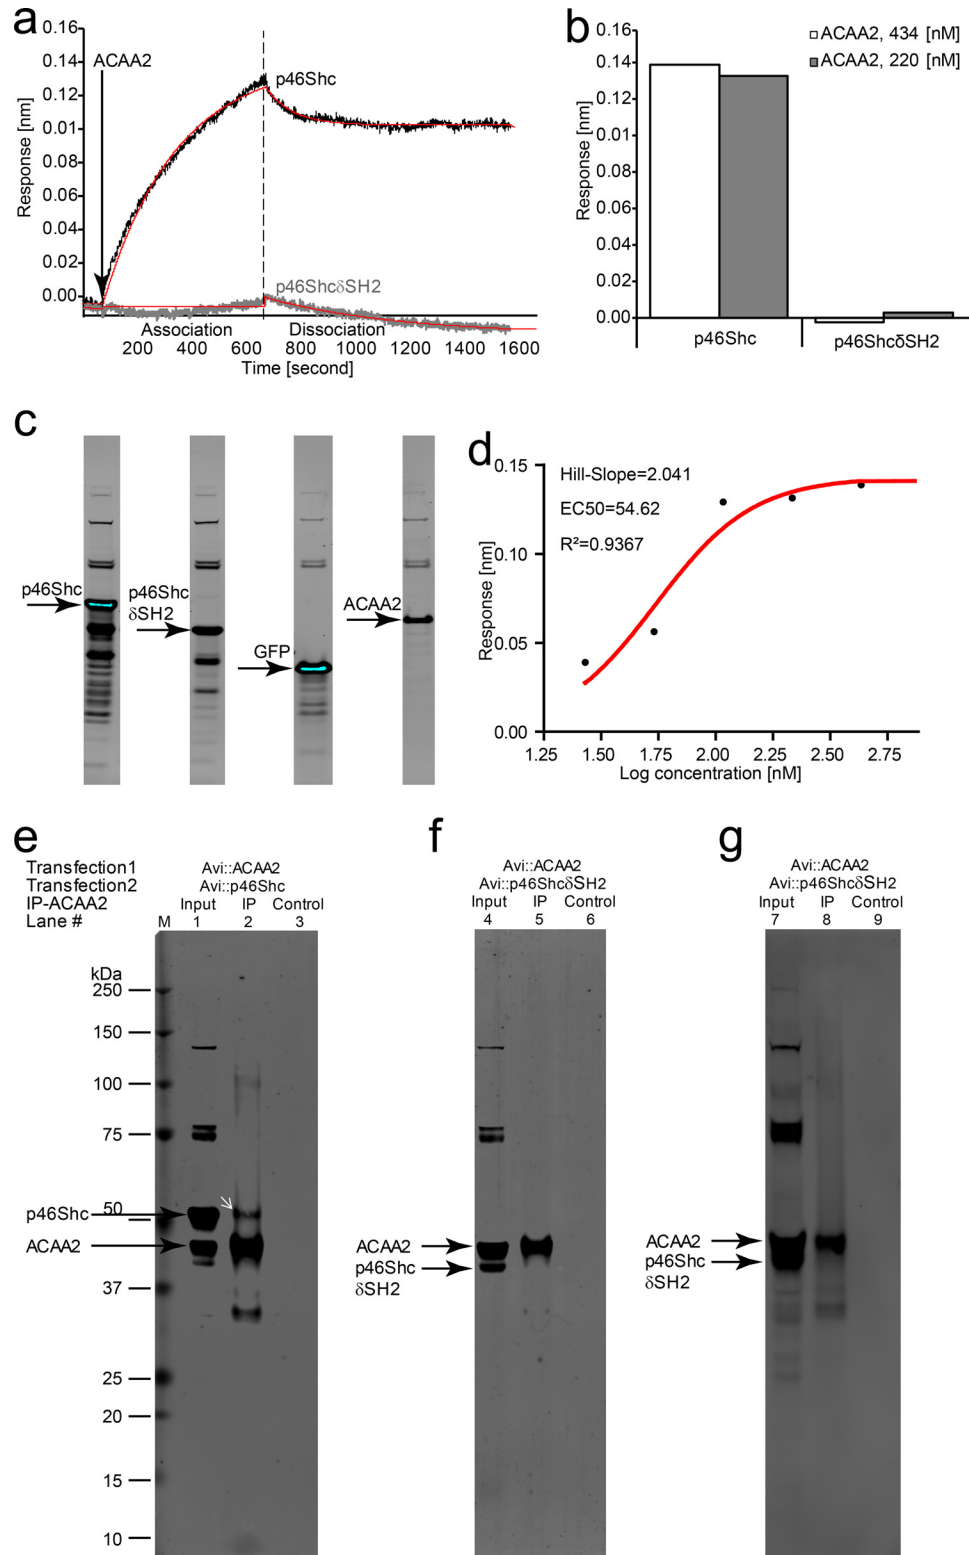 a
0.16
0.14
0.12
0.01
0.08
0.06
0.04
0.02
0.00
Response [nm]
ACAA2
p46Shc
p46ShcδSH2
Association
Dissociation
200 400 600 800 1000 1200 1400 1600
Time [second]
b
0.16
0.14
0.12
0.10
0.08
0.06
0.04
0.02
0.00
Response [nm]
ACAA2, 434 [nM]
ACAA2, 220 [nM]
p46Shc
p46ShcδSH2
c
p46Shc
p46Shc
δSH2
GFP
ACAA2
d
Hill-Slope=2.041
EC50=54.62
R²=0.9367
0.15
0.10
0.05
0.00
Response [nm]
1.25 1.50 1.75 2.00 2.25 2.50 2.75
Log concentration [nM]
e
Transfection1 Avi::ACAA2
Transfection2 Avi::p46Shc
IP-ACAA2 Input IP Control
Lane # M 1 2 3
kDa
250
150
100
75
50
37
25
20
15
10
p46Shc
ACAA2
f
Avi::ACAA2
Avi::p46ShcδSH2
Input IP Control
4 5 6
ACAA2
p46Shc
δSH2
g
Avi::ACAA2
Avi::p46ShcδSH2
Input IP Control
7 8 9
ACAA2
p46Shc
δSH2